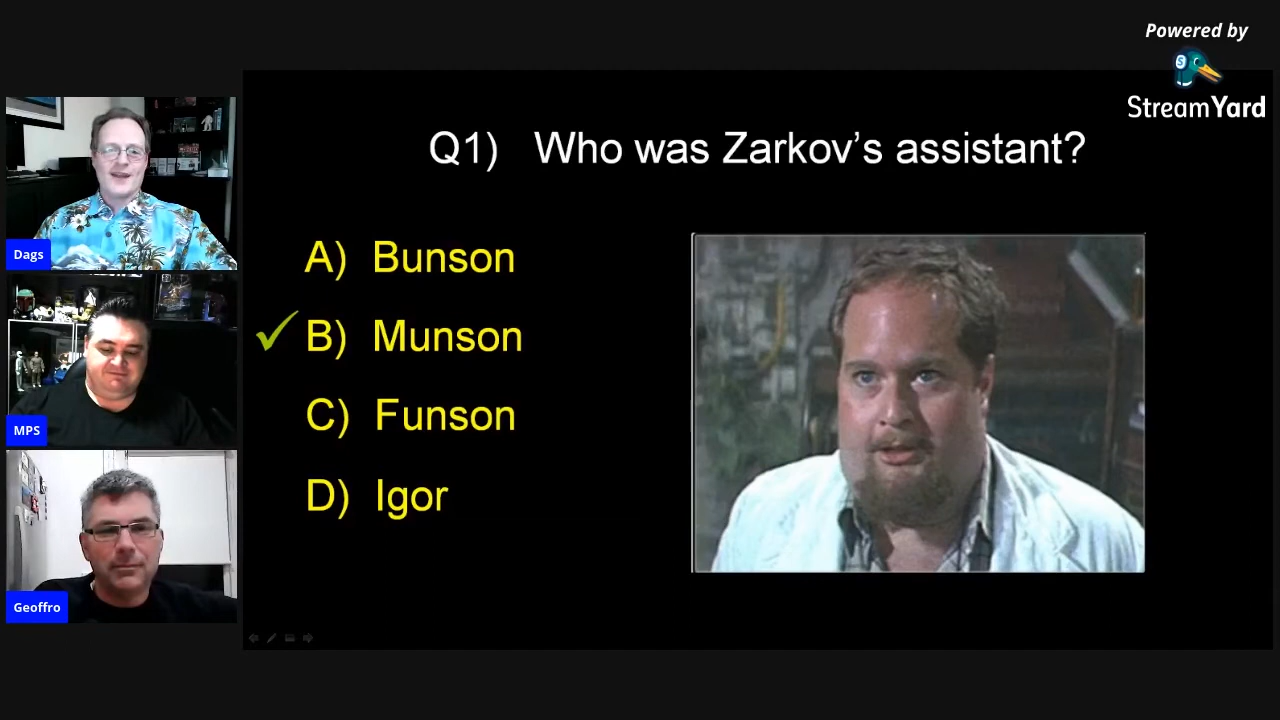 Powered by
StreamYard
Q1) Who was Zarkov's assistant?
A) Bunson
B) Munson
C) Funson
D) Igor
Dags
MPS
Geoffro